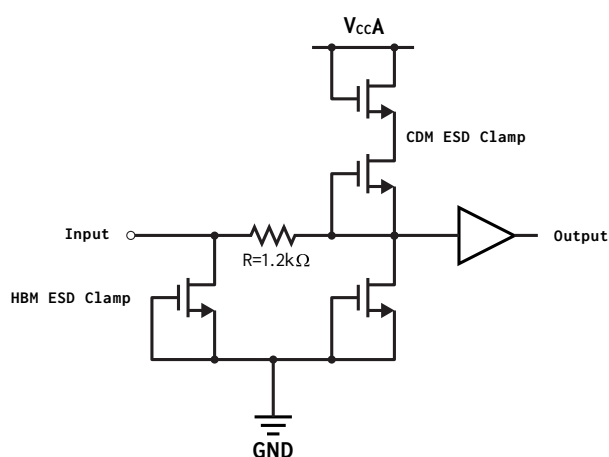 VCCA
CDM ESD Clamp
Input
Output
R=1.2kΩ
HBM ESD Clamp
GND